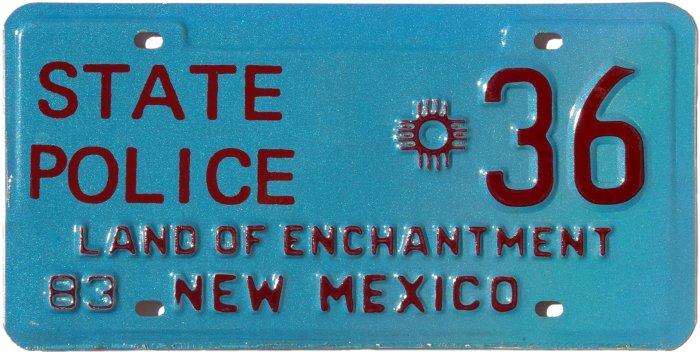 STATE
POLICE
36
LAND OF ENCHANTMENT
83 NEW MEXICO